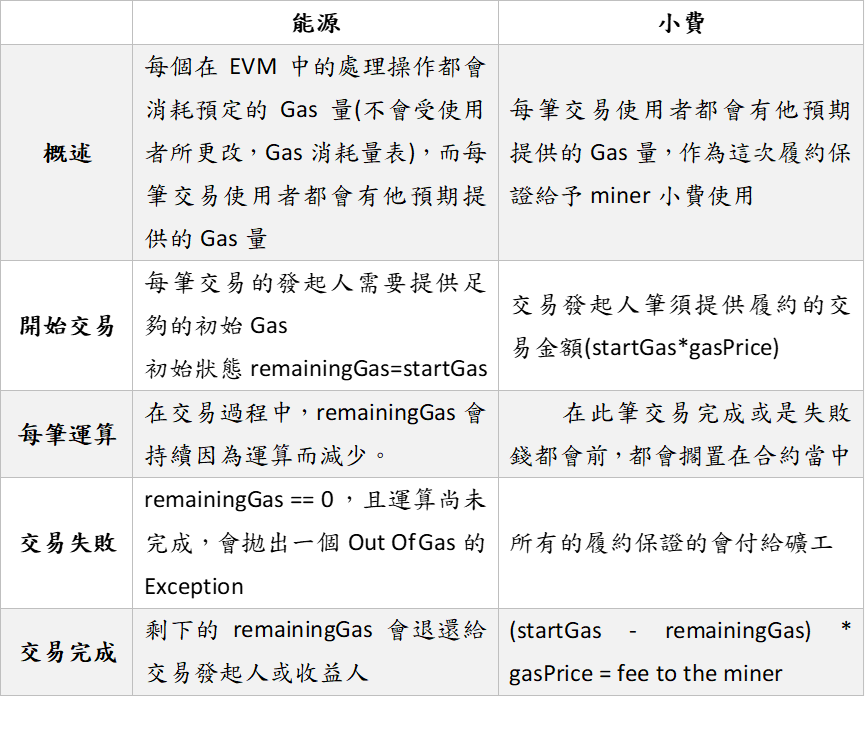 能源
小費
概述
每個在 EVM 中的處理操作都會
消耗預定的 Gas 量(不會受使用
者所更改，Gas 消耗量表)，而每
筆交易使用者都會有他預期提
供的 Gas 量
每筆交易使用者都會有他預期
提供的 Gas 量，作為這次履約保
證給予 miner 小費使用
開始交易
每筆交易的發起人需要提供足
夠的初始 Gas
初始狀態 remainingGas=startGas
交易發起人筆須提供履約的交
易金額(startGas*gasPrice)
每筆運算
在交易過程中，remainingGas 會
持續因為運算而減少。
在此筆交易完成或是失敗
錢都會前，都會擱置在合約當中
交易失敗
remainingGas == 0 ，且運算尚未
完成，會拋出一個 Out Of Gas 的
Exception
所有的履約保證的會付給礦工
交易完成
剩下的 remainingGas 會退還給
交易發起人或收益人
(startGas - remainingGas) *
gasPrice = fee to the miner